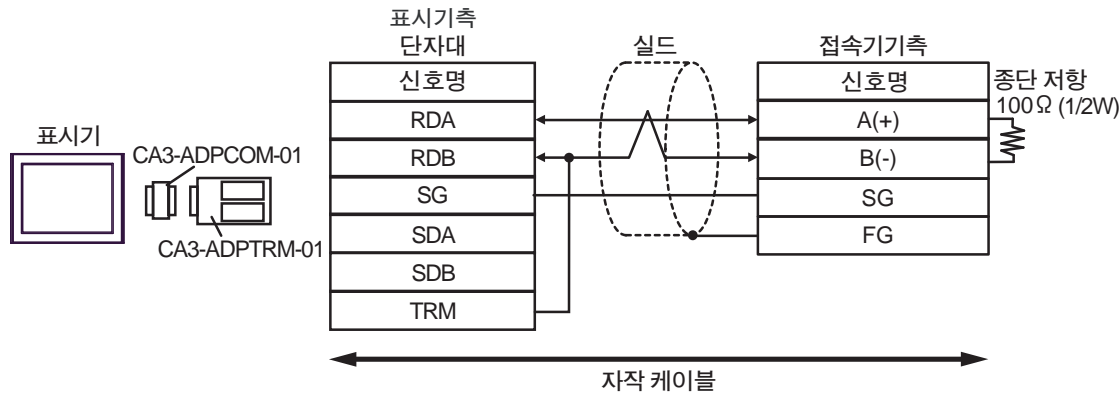 표시기
CA3-ADPCOM-01
CA3-ADPTRM-01
표시기측
단자대
신호명
RDA
RDB
SG
SDA
SDB
TRM
실드
접속기기측
신호명
A(+)
B(-)
SG
FG
종단 저항
100Ω (1/2W)
자작 케이블